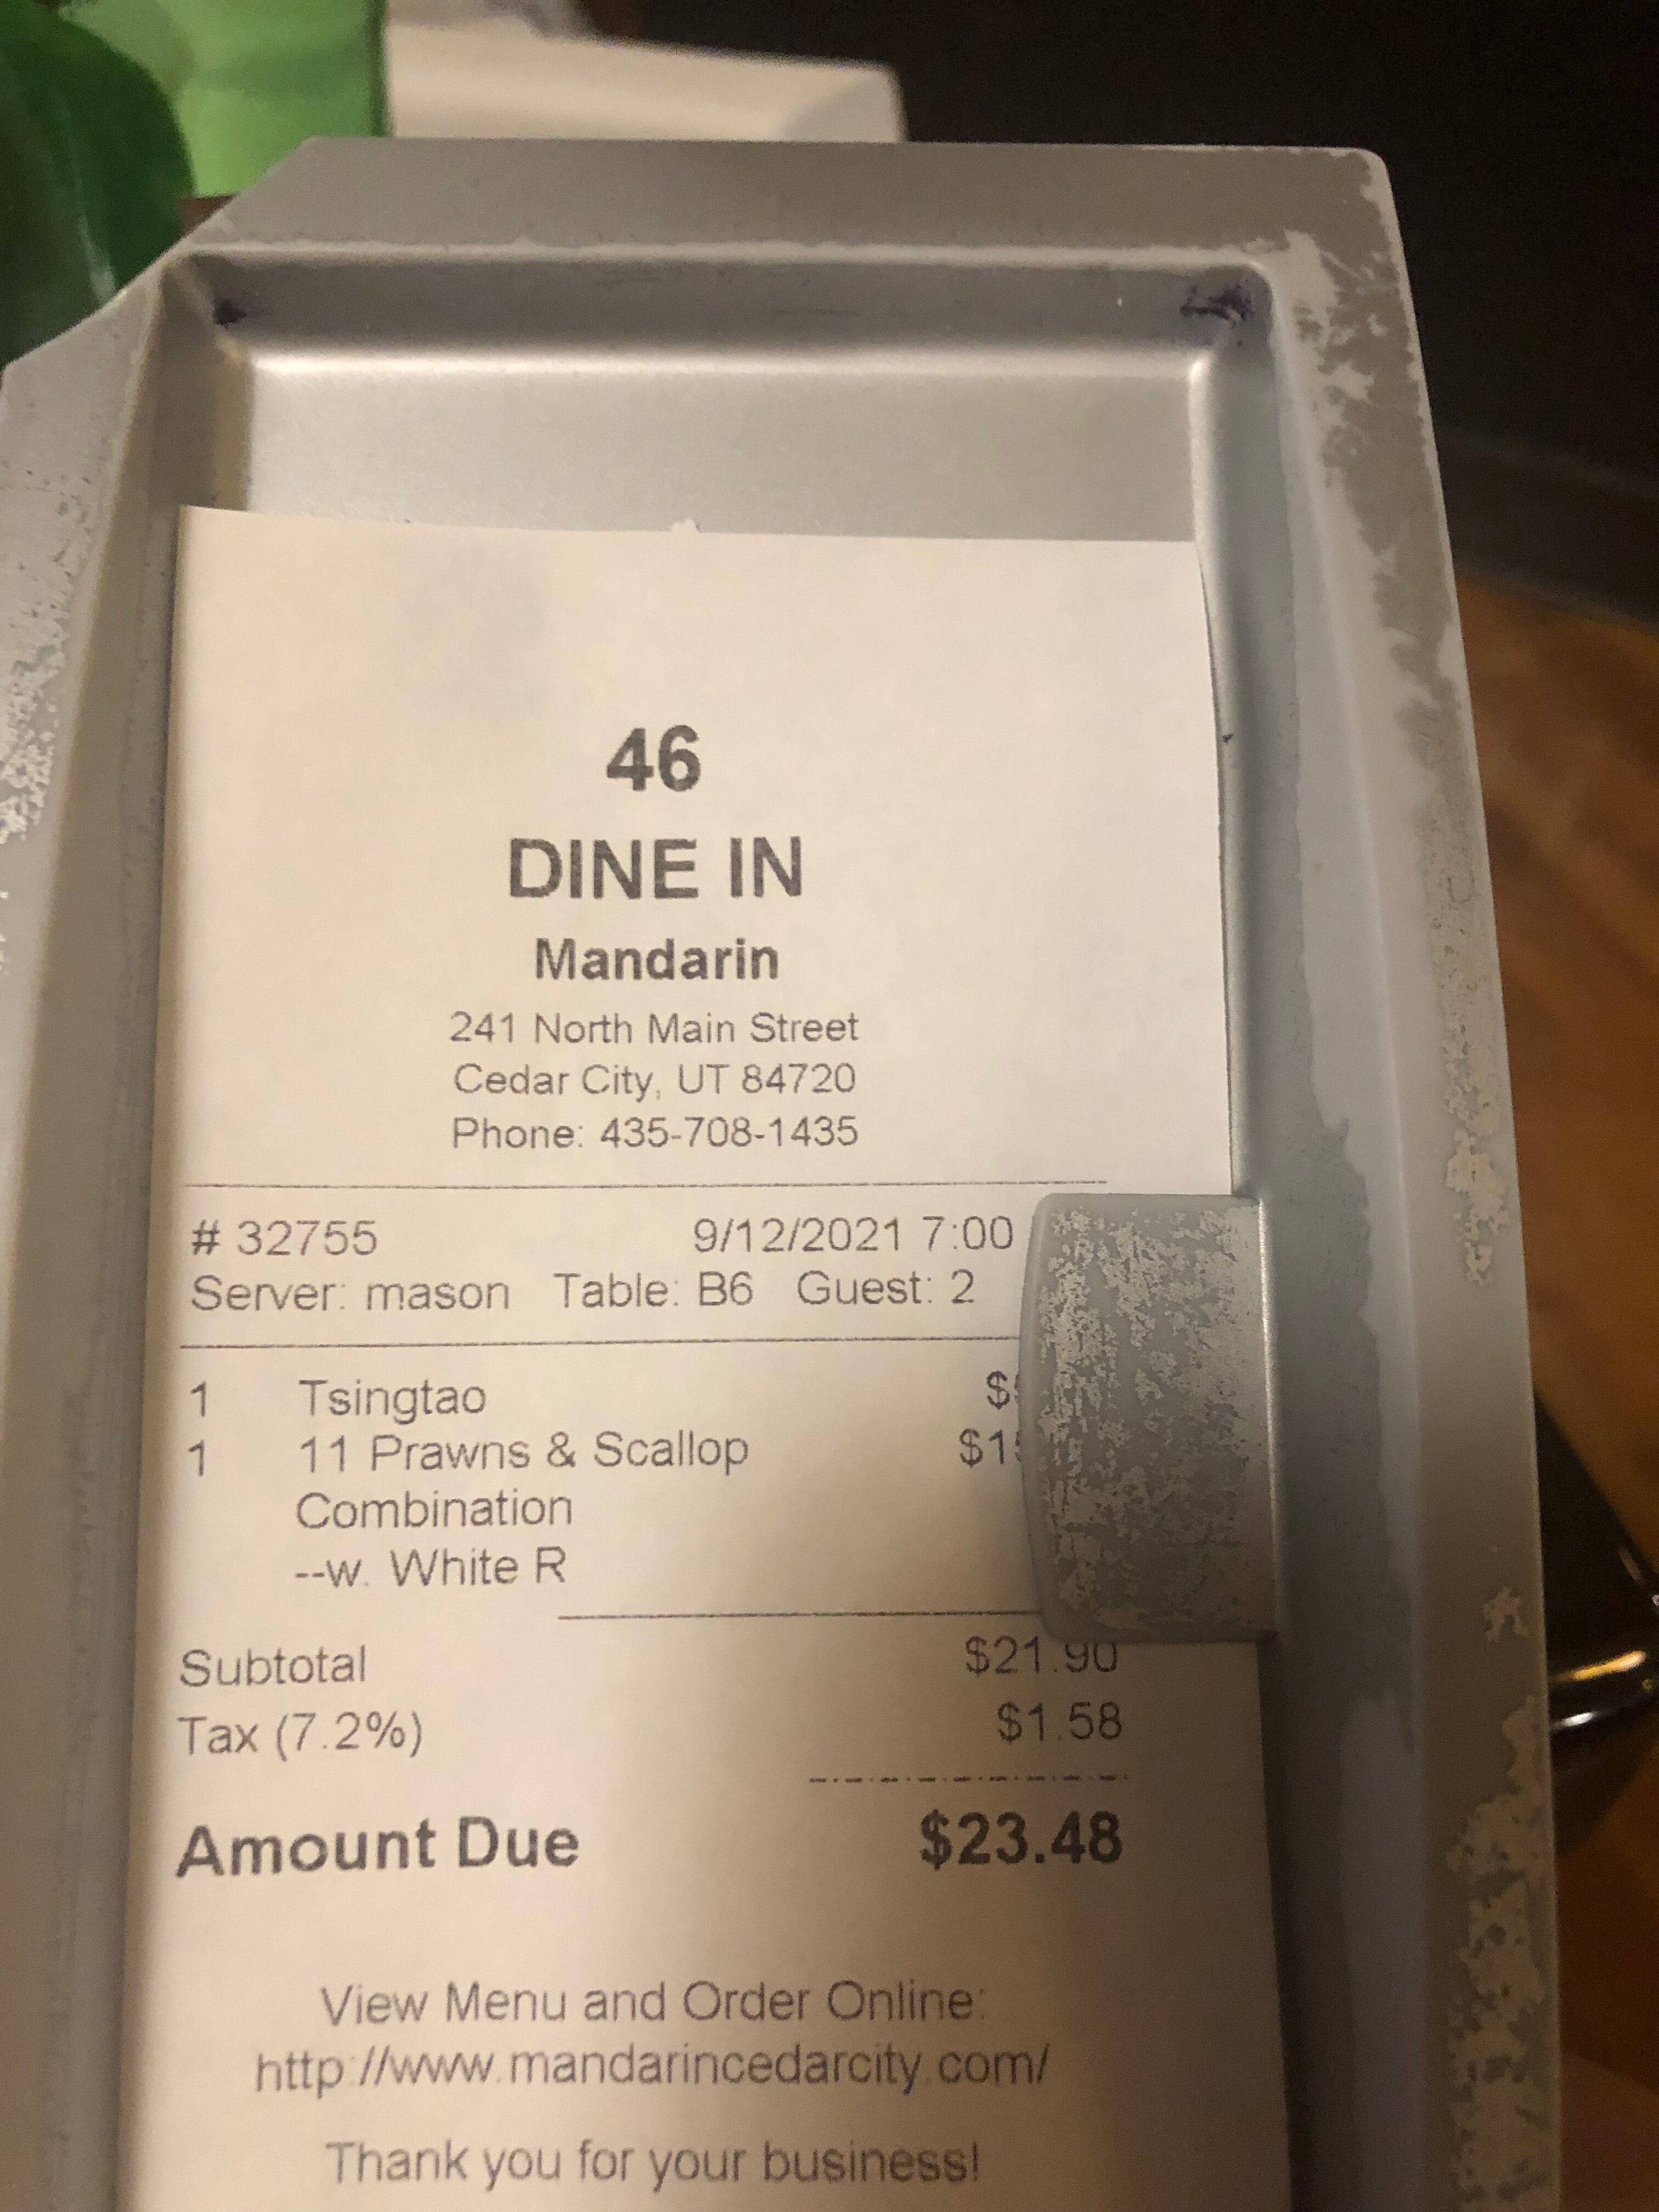 46
DINE IN
Mandarin
241 North Main Street
Cedar City, UT 84720
Phone: 435-708-1435
# 32755 9/12/2021 7:00
Server: mason Table: B6 Guest: 2
1 Tsingtao $
1 11 Prawns & Scallop $1
Combination
--w. White R
Subtotal $21.90
Tax (7.2%) $1.58
Amount Due $23.48
View Menu and Order Online:
http://www.mandarincedarcity.com/
Thank you for your business!